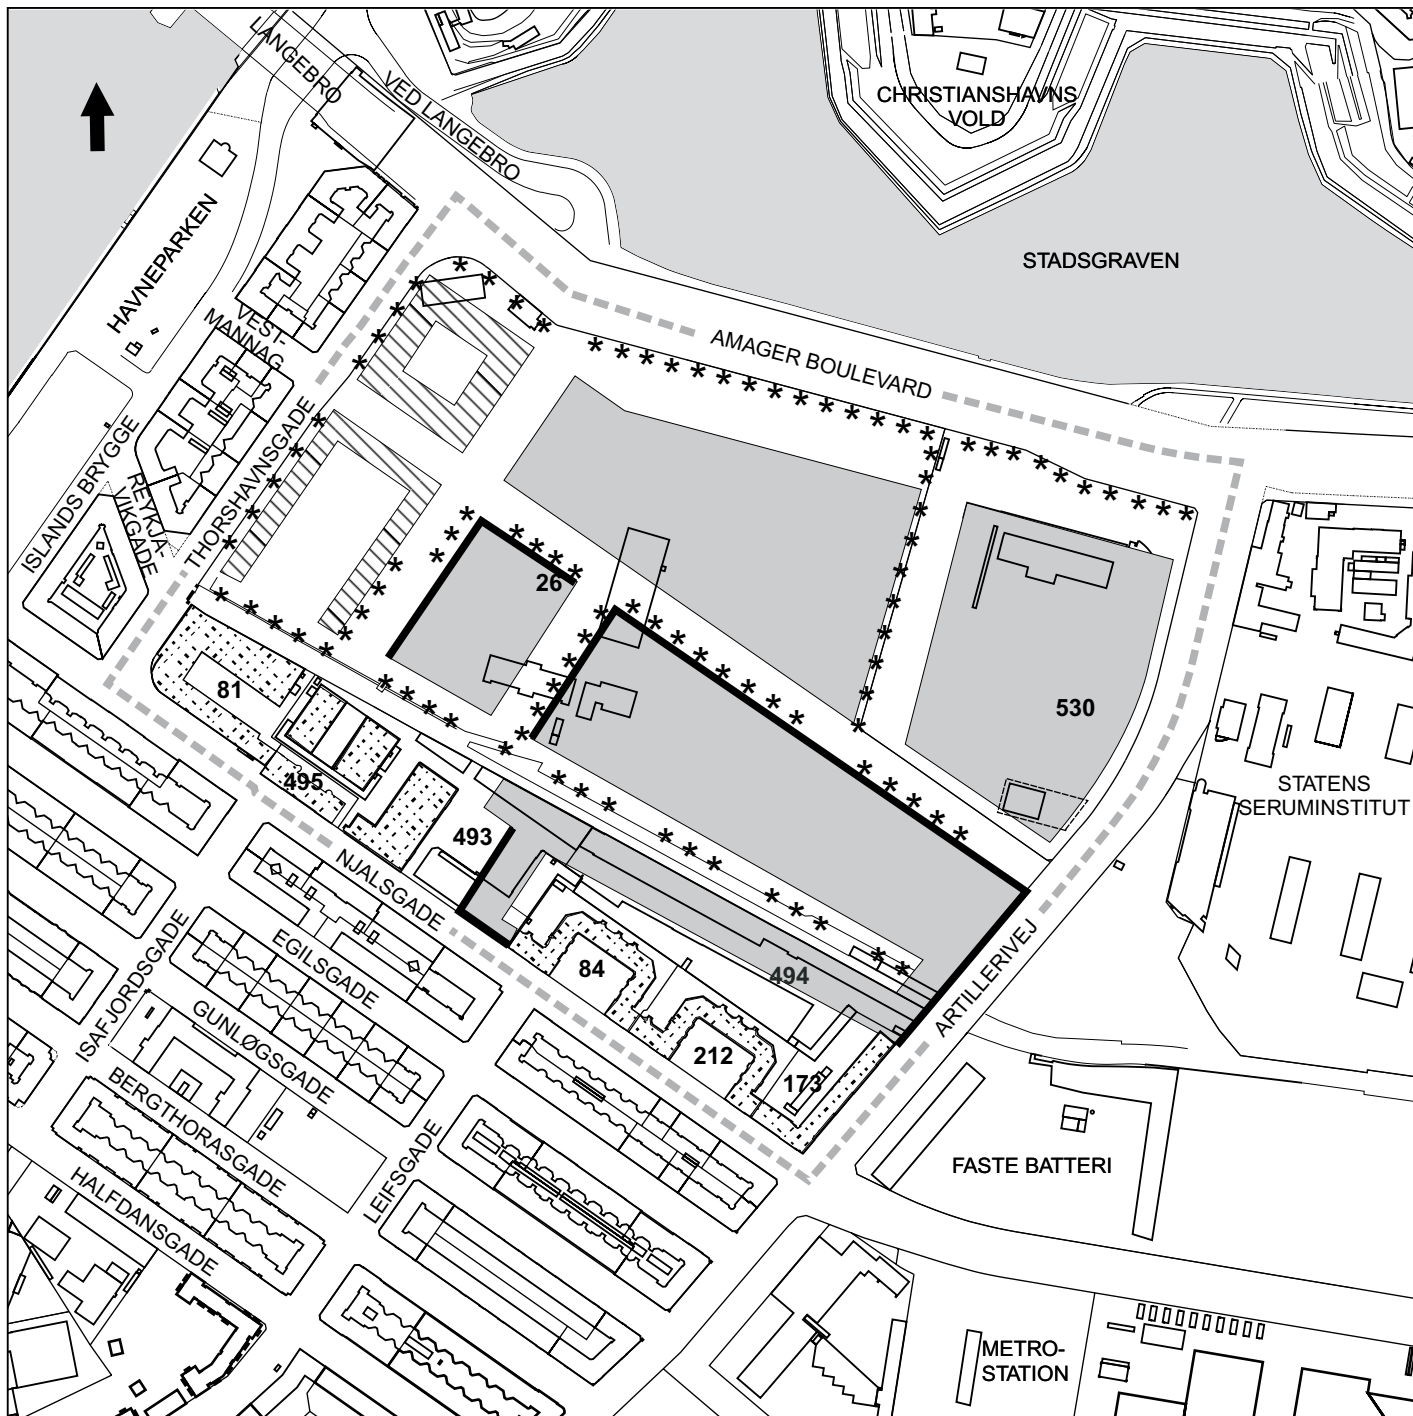 LANGEBRO
VED LANGEBRO
CHRISTIANSHAVNS
VOLD
STADSGRAVEN
HAVNEPARKEN
VEST-
MANNAG
AMAGER BOULEVARD
ISLANDS BRYGGE
REYKJA-
VIKGADE
THORSHAVNSGADE
26
81
495
530
STATENS
SERUMINSTITUT
493
NJALSGADE
84
494
212
173
ARTILLERIVEJ
ISAFJORDSGADE
EGILSGADE
GUNLØGSGADE
BERGTHORASGADE
HALFDANSGADE
LEIFSGADE
FASTE BATTERI
METRO-
STATION